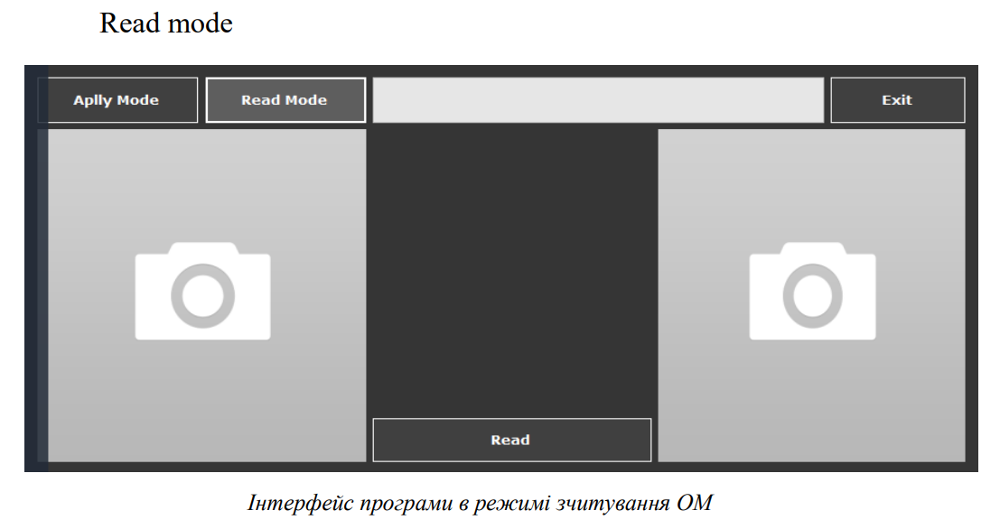 Read mode
Aplly Mode
Read Mode
Exit
Read
Інтерфейс програми в режимі зчитування ОМ